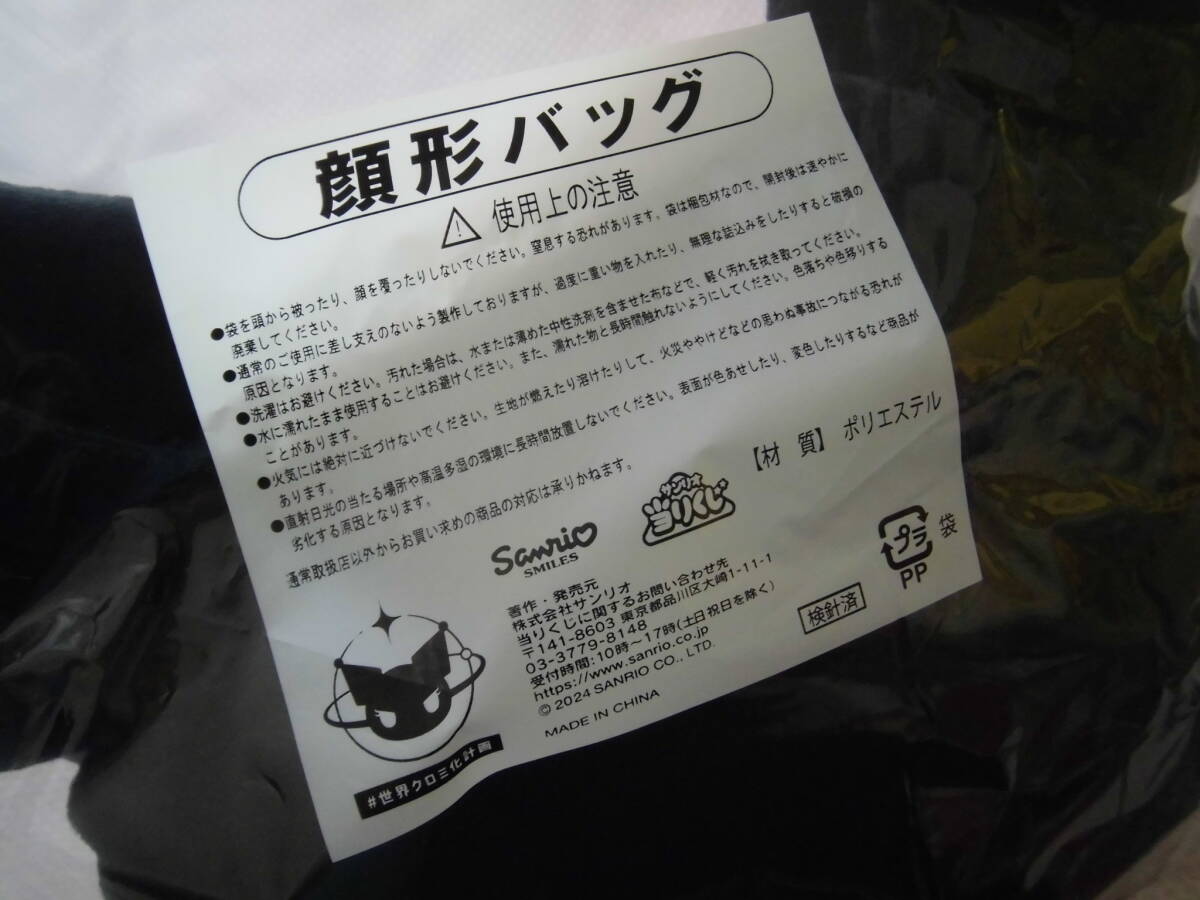 顔形バッグ
使用上の注意
●袋を頭から被ったり、顔を覆ったりしないでください。窒息する恐れがあります。袋は梱包材なので、開封後は速やかに
廃棄してください。
●通常のご使用に差し支えのないよう製作しておりますが、過度に重い物を入れたり、無理な詰込みをしたりすると破損の
原因となります。
●洗濯はお避けください。汚れた場合は、水または薄めた中性洗剤を含ませた布などで、軽く汚れを拭き取ってください。
●水に濡れたまま使用することはお避けください。また、濡れた物と長時間触れないようにしてください。色落ちや色移りする
ことがあります。
●火気には絶対に近づけないでください。生地が燃えたり溶けたりして、火災ややけどなどの思わぬ事故につながる恐れが
あります。
●直射日光の当たる場所や高温多湿の環境に長時間放置しないでください。表面が色あせしたり、変色したりするなど商品が
劣化する原因となります。
通常取扱店以外からお買い求めの商品の対応は承りかねます。
【材 質】 ポリエステル
Sanrio
SMILES
サンリオ
当りくじ
著作・発売元
株式会社サンリオ
当りくじに関するお問い合わせ先
〒141-8603 東京都品川区大崎1-11-1
03-3779-8148
受付時間:10時～17時(土日祝日を除く)
https://www.sanrio.co.jp
© 2024 SANRIO CO., LTD.
MADE IN CHINA
検針済
プラ
袋
PP
#世界クロミ化計画